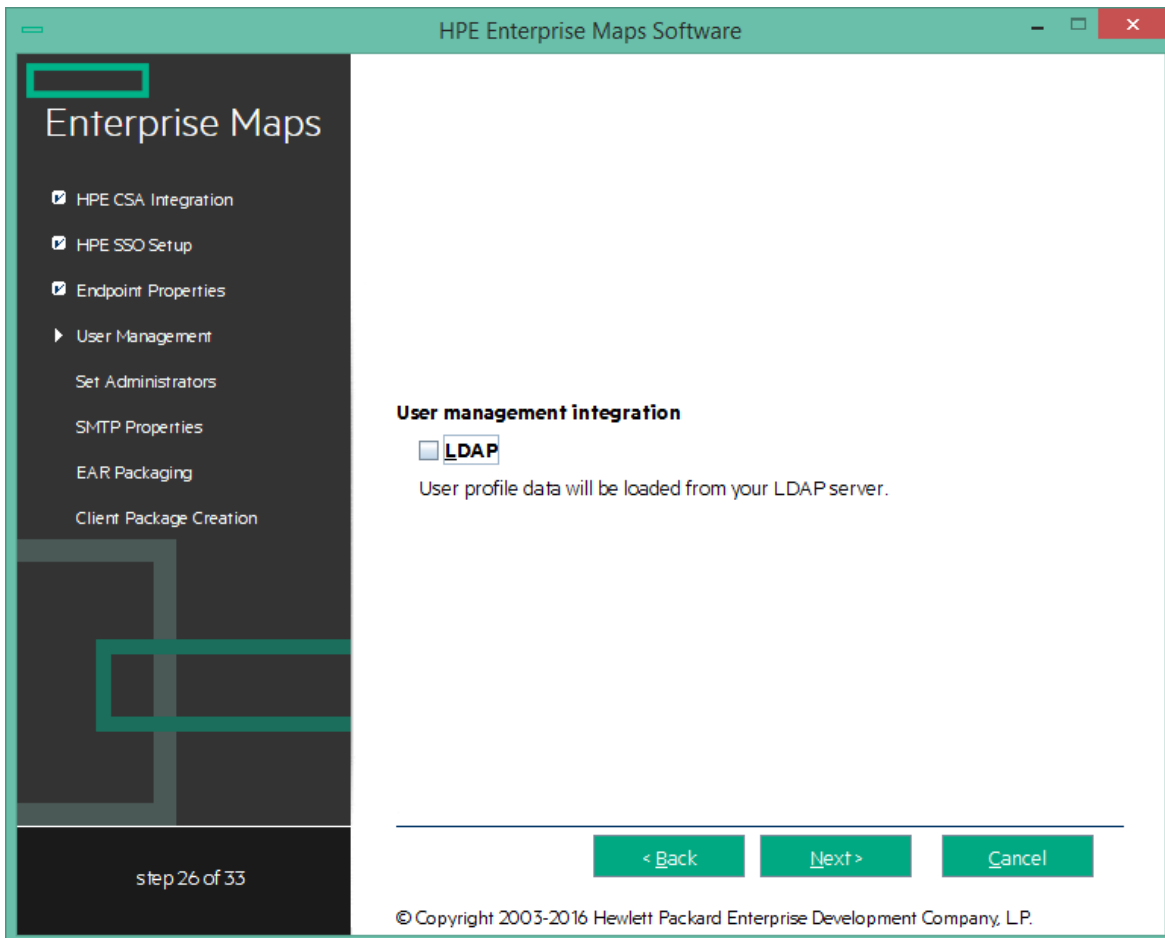 HPE Enterprise Maps Software
Enterprise Maps
HPE CSA Integration
HPE SSO Setup
Endpoint Properties
User Management
Set Administrators
SMTP Properties
EAR Packaging
Client Package Creation
step 26 of 33
User management integration
LDAP
User profile data will be loaded from your LDAP server.
< Back
Next >
Cancel
© Copyright 2003-2016 Hewlett Packard Enterprise Development Company, L.P.